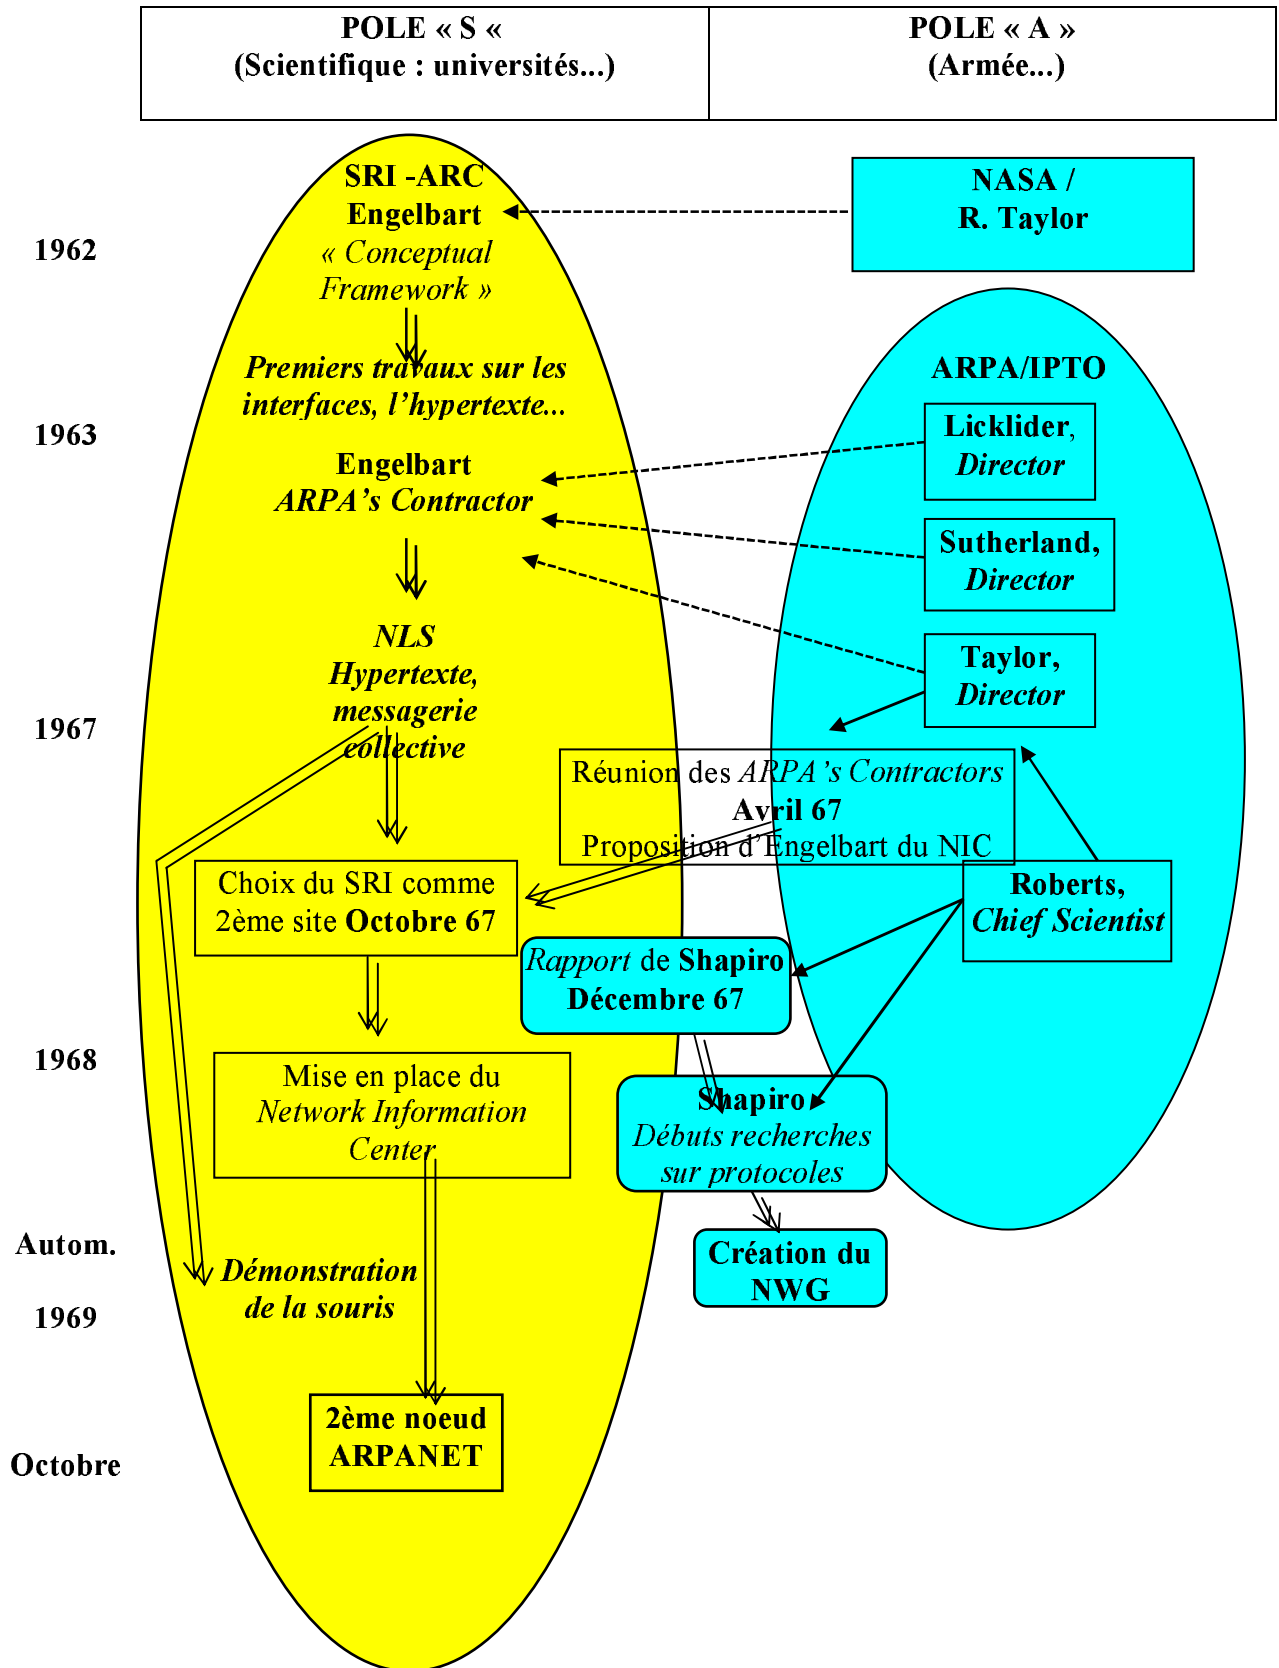 POLE « S «
(Scientifique : universités...)
POLE « A »
(Armée...)
SRI -ARC
Engelbart
« Conceptual
Framework »
NASA /
R. Taylor
1962
Premiers travaux sur les
interfaces, l’hypertexte...
ARPA/IPTO
1963
Licklider,
Director
Engelbart
ARPA’s Contractor
Sutherland,
Director
NLS
Hypertexte,
messagerie
collective
Taylor,
Director
1967
Réunion des ARPA’s Contractors
Avril 67
Proposition d’Engelbart du NIC
Choix du SRI comme
2ème site Octobre 67
Roberts,
Chief Scientist
Rapport de Shapiro
Décembre 67
1968
Mise en place du
Network Information
Center
Shapiro
Débuts recherches
sur protocoles
Autom.
Création du
NWG
Démonstration
de la souris
1969
2ème noeud
ARPANET
Octobre